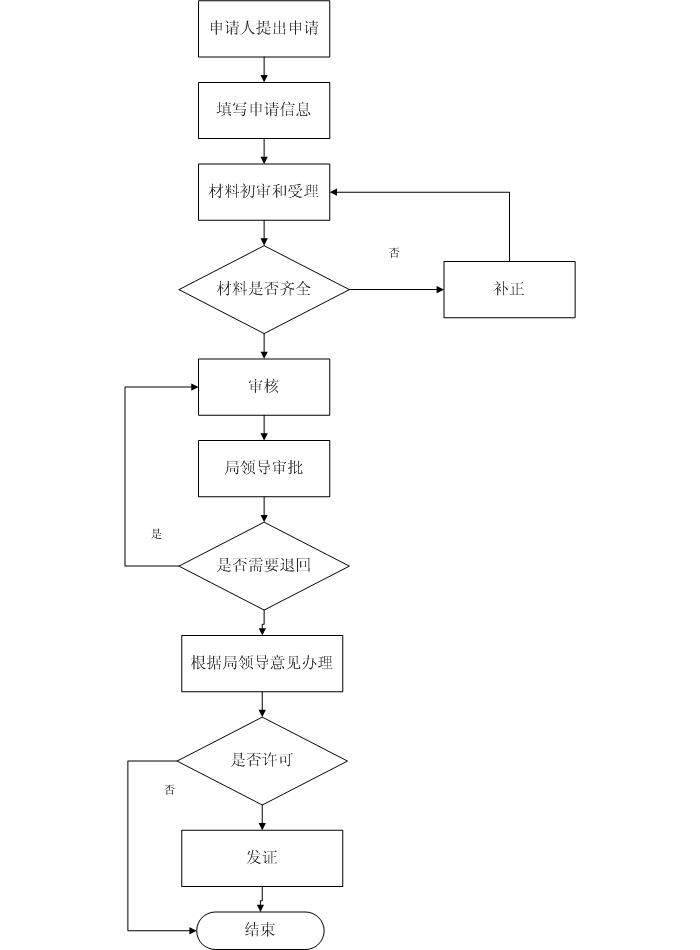 申请人提出申请
填写申请信息
材料初审和受理
否
材料是否齐全
补正
审核
局领导审批
是
是否需要退回
根据局领导意见办理
是否许可
否
发证
结束